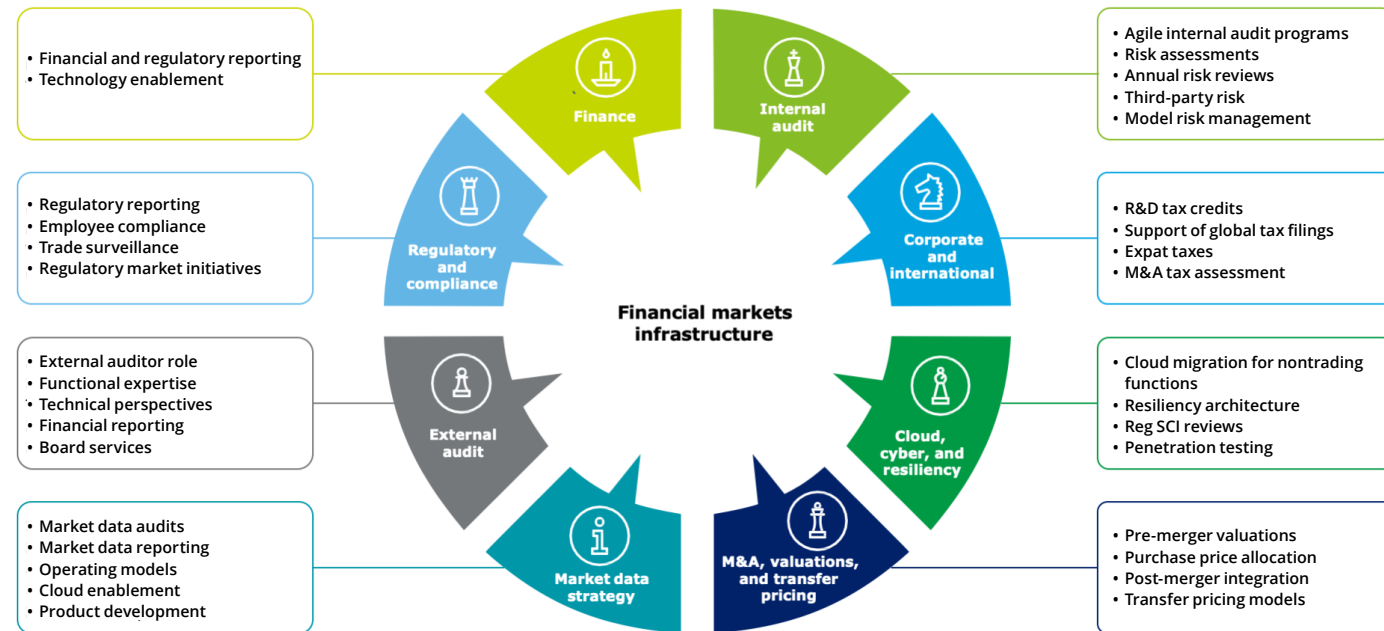 • Financial and regulatory reporting
• Technology enablement
Finance
Internal
audit
• Agile internal audit programs
• Risk assessments
• Annual risk reviews
• Third-party risk
• Model risk management
• Regulatory reporting
• Employee compliance
• Trade surveillance
• Regulatory market initiatives
Regulatory
and
compliance
Corporate
and
international
• R&D tax credits
• Support of global tax filings
• Expat taxes
• M&A tax assessment
Financial markets
infrastructure
• External auditor role
• Functional expertise
• Technical perspectives
• Financial reporting
• Board services
External
audit
Cloud,
cyber, and
resiliency
• Cloud migration for nontrading
functions
• Resiliency architecture
• Reg SCI reviews
• Penetration testing
• Market data audits
• Market data reporting
• Operating models
• Cloud enablement
• Product development
Market data
strategy
M&A, valuations,
and transfer
pricing
• Pre-merger valuations
• Purchase price allocation
• Post-merger integration
• Transfer pricing models